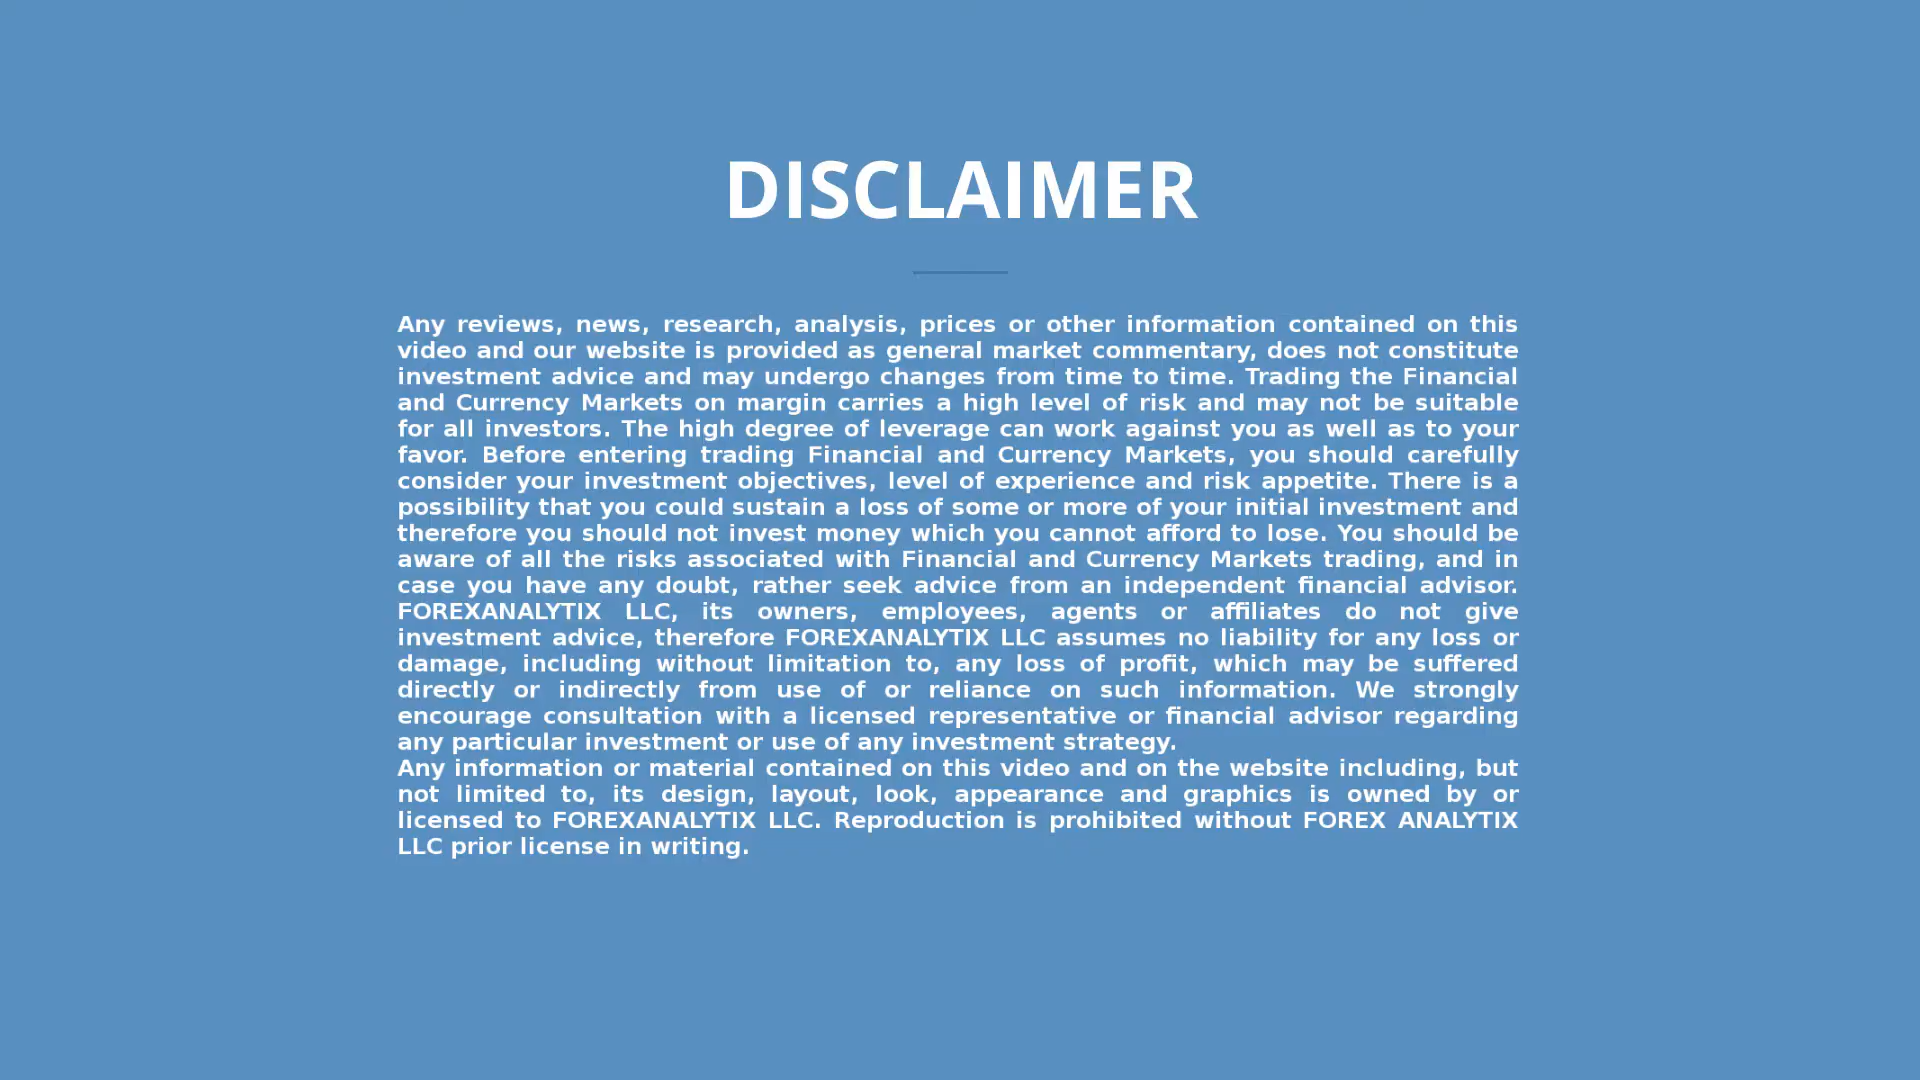 DISCLAIMER
Any reviews, news, research, analysis, prices or other information contained on this
video and our website is provided as general market commentary, does not constitute
investment advice and may undergo changes from time to time. Trading the Financial
and Currency Markets on margin carries a high level of risk and may not be suitable
for all investors. The high degree of leverage can work against you as well as to your
favor. Before entering trading Financial and Currency Markets, you should carefully
consider your investment objectives, level of experience and risk appetite. There is a
possibility that you could sustain a loss of some or more of your initial investment and
therefore you should not invest money which you cannot afford to lose. You should be
aware of all the risks associated with Financial and Currency Markets trading, and in
case you have any doubt, rather seek advice from an independent financial advisor.
FOREXANALYTIX LLC, its owners, employees, agents or affiliates do not give
investment advice, therefore FOREXANALYTIX LLC assumes no liability for any loss or
damage, including without limitation to, any loss of profit, which may be suffered
directly or indirectly from use of or reliance on such information. We strongly
encourage consultation with a licensed representative or financial advisor regarding
any particular investment or use of any investment strategy.
Any information or material contained on this video and on the website including, but
not limited to, its design, layout, look, appearance and graphics is owned by or
licensed to FOREXANALYTIX LLC. Reproduction is prohibited without FOREX ANALYTIX
LLC prior license in writing.